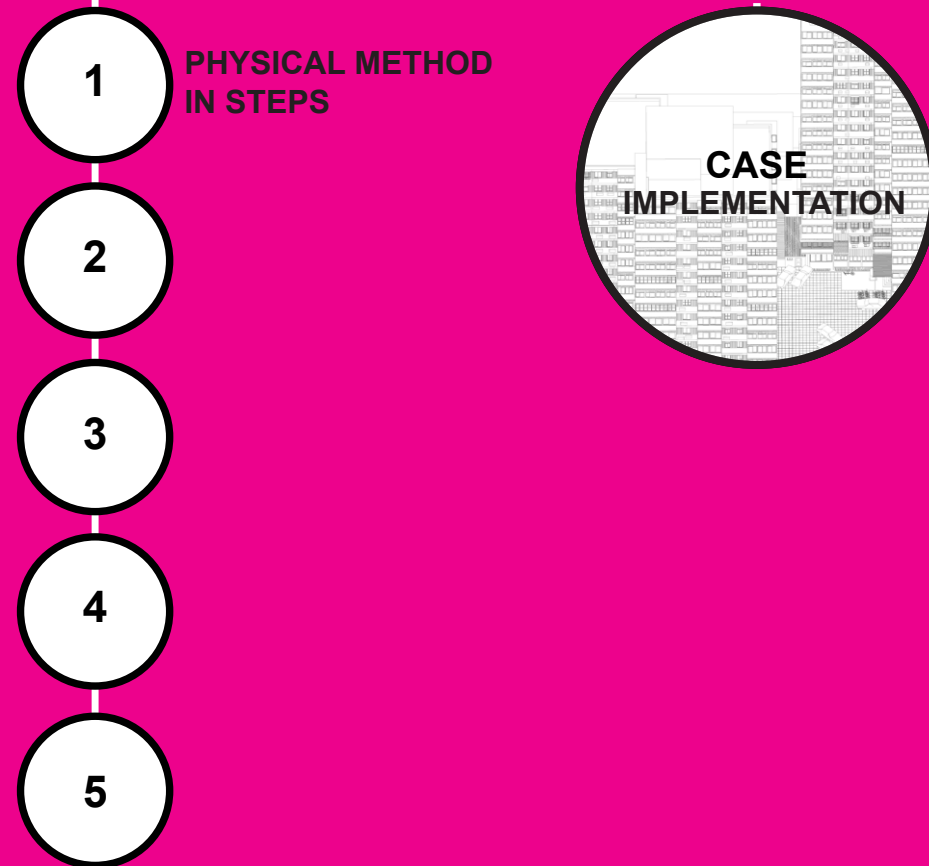 1
PHYSICAL METHOD
IN STEPS
2
3
4
5
CASE
IMPLEMENTATION